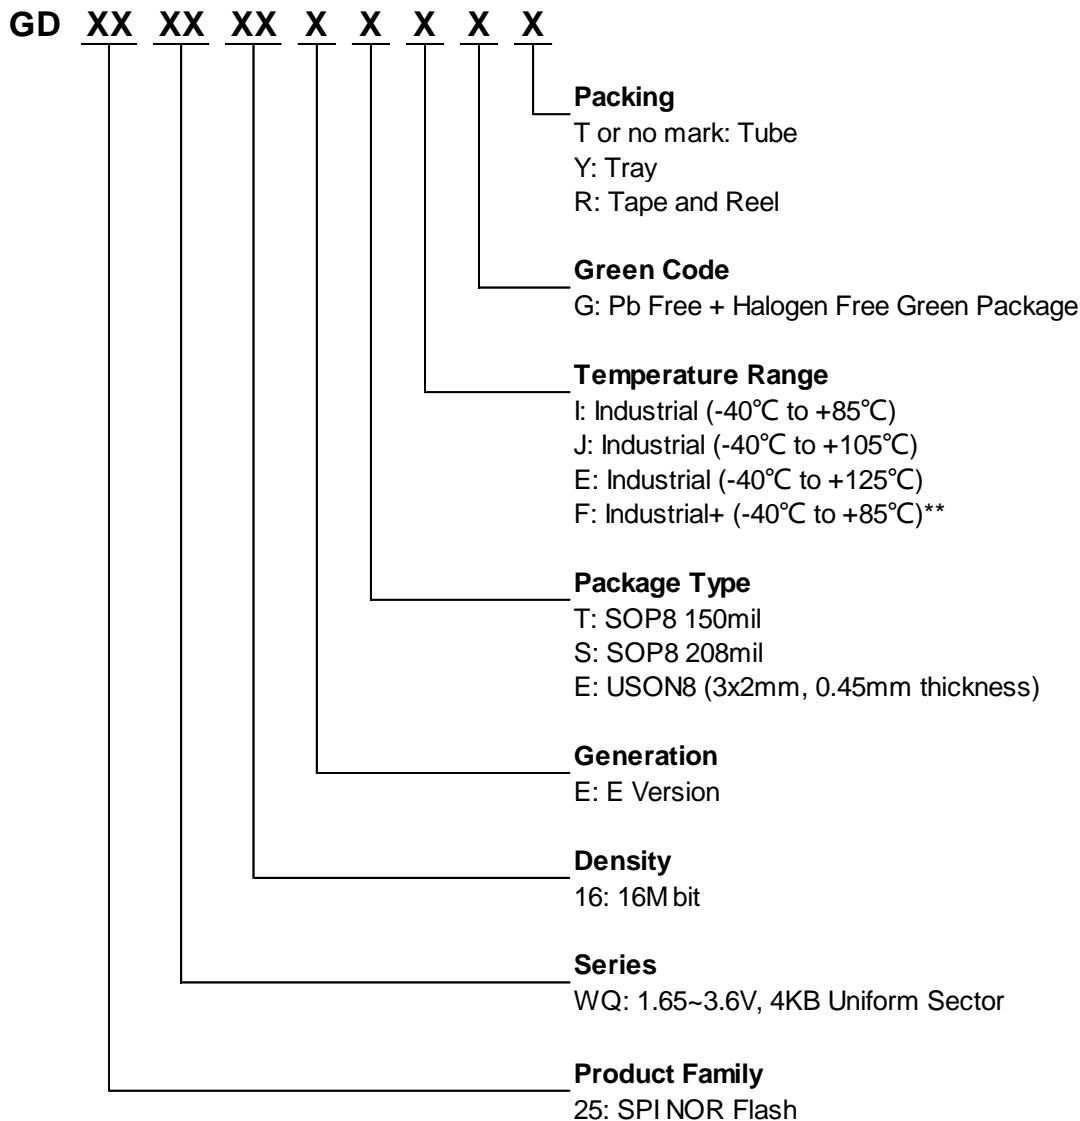 GD XX XX XX X X X X X
Packing
T or no mark: Tube
Y: Tray
R: Tape and Reel
Green Code
G: Pb Free + Halogen Free Green Package
Temperature Range
I: Industrial (-40℃ to +85℃)
J: Industrial (-40℃ to +105℃)
E: Industrial (-40℃ to +125℃)
F: Industrial+ (-40℃ to +85℃)**
Package Type
T: SOP8 150mil
S: SOP8 208mil
E: USON8 (3x2mm, 0.45mm thickness)
Generation
E: E Version
Density
16: 16M bit
Series
WQ: 1.65~3.6V, 4KB Uniform Sector
Product Family
25: SPI NOR Flash